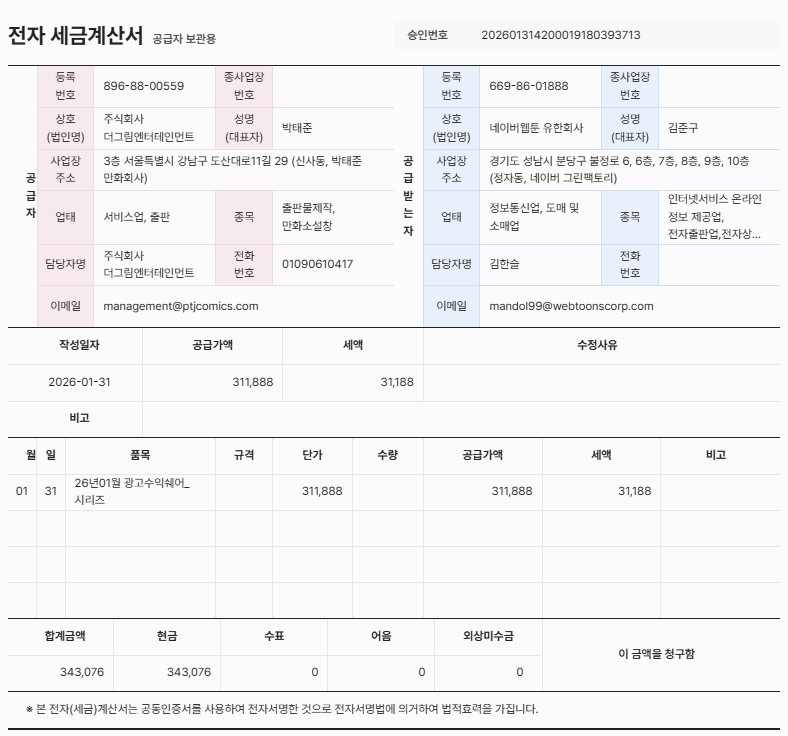 전자 세금계산서 공급자 보관용
승인번호 202601314200019180393713
공급자
등록번호 896-88-00559 종사업장번호
상호(법인명) 주식회사 더그림엔터테인먼트 성명(대표자) 박태준
사업장주소 3층 서울특별시 강남구 도산대로11길 29 (신사동, 박태준만화회사)
업태 서비스업, 출판 종목 출판물제작, 만화소설창
담당자명 주식회사 더그림엔터테인먼트 전화번호 01090610417
이메일 management@ptjcomics.com
공급받는자
등록번호 669-86-01888 종사업장번호
상호(법인명) 네이버웹툰 유한회사 성명(대표자) 김준구
사업장주소 경기도 성남시 분당구 불정로 6, 6층, 7층, 8층, 9층, 10층 (정자동, 네이버 그린팩토리)
업태 정보통신업, 도매 및 소매업 종목 인터넷서비스 온라인 정보 제공업, 전자출판업,전자상...
담당자명 김한슬 전화번호
이메일 mandol99@webtoonscorp.com
작성일자 공급가액 세액 수정사유
2026-01-31 311,888 31,188
비고
월 일 품목 규격 단가 수량 공급가액 세액 비고
01 31 26년01월 광고수익쉐어_시리즈 311,888 311,888 31,188
합계금액 현금 수표 어음 외상미수금 이 금액을 청구함
343,076 343,076 0 0 0
※ 본 전자(세금)계산서는 공동인증서를 사용하여 전자서명한 것으로 전자서명법에 의거하여 법적효력을 가집니다.